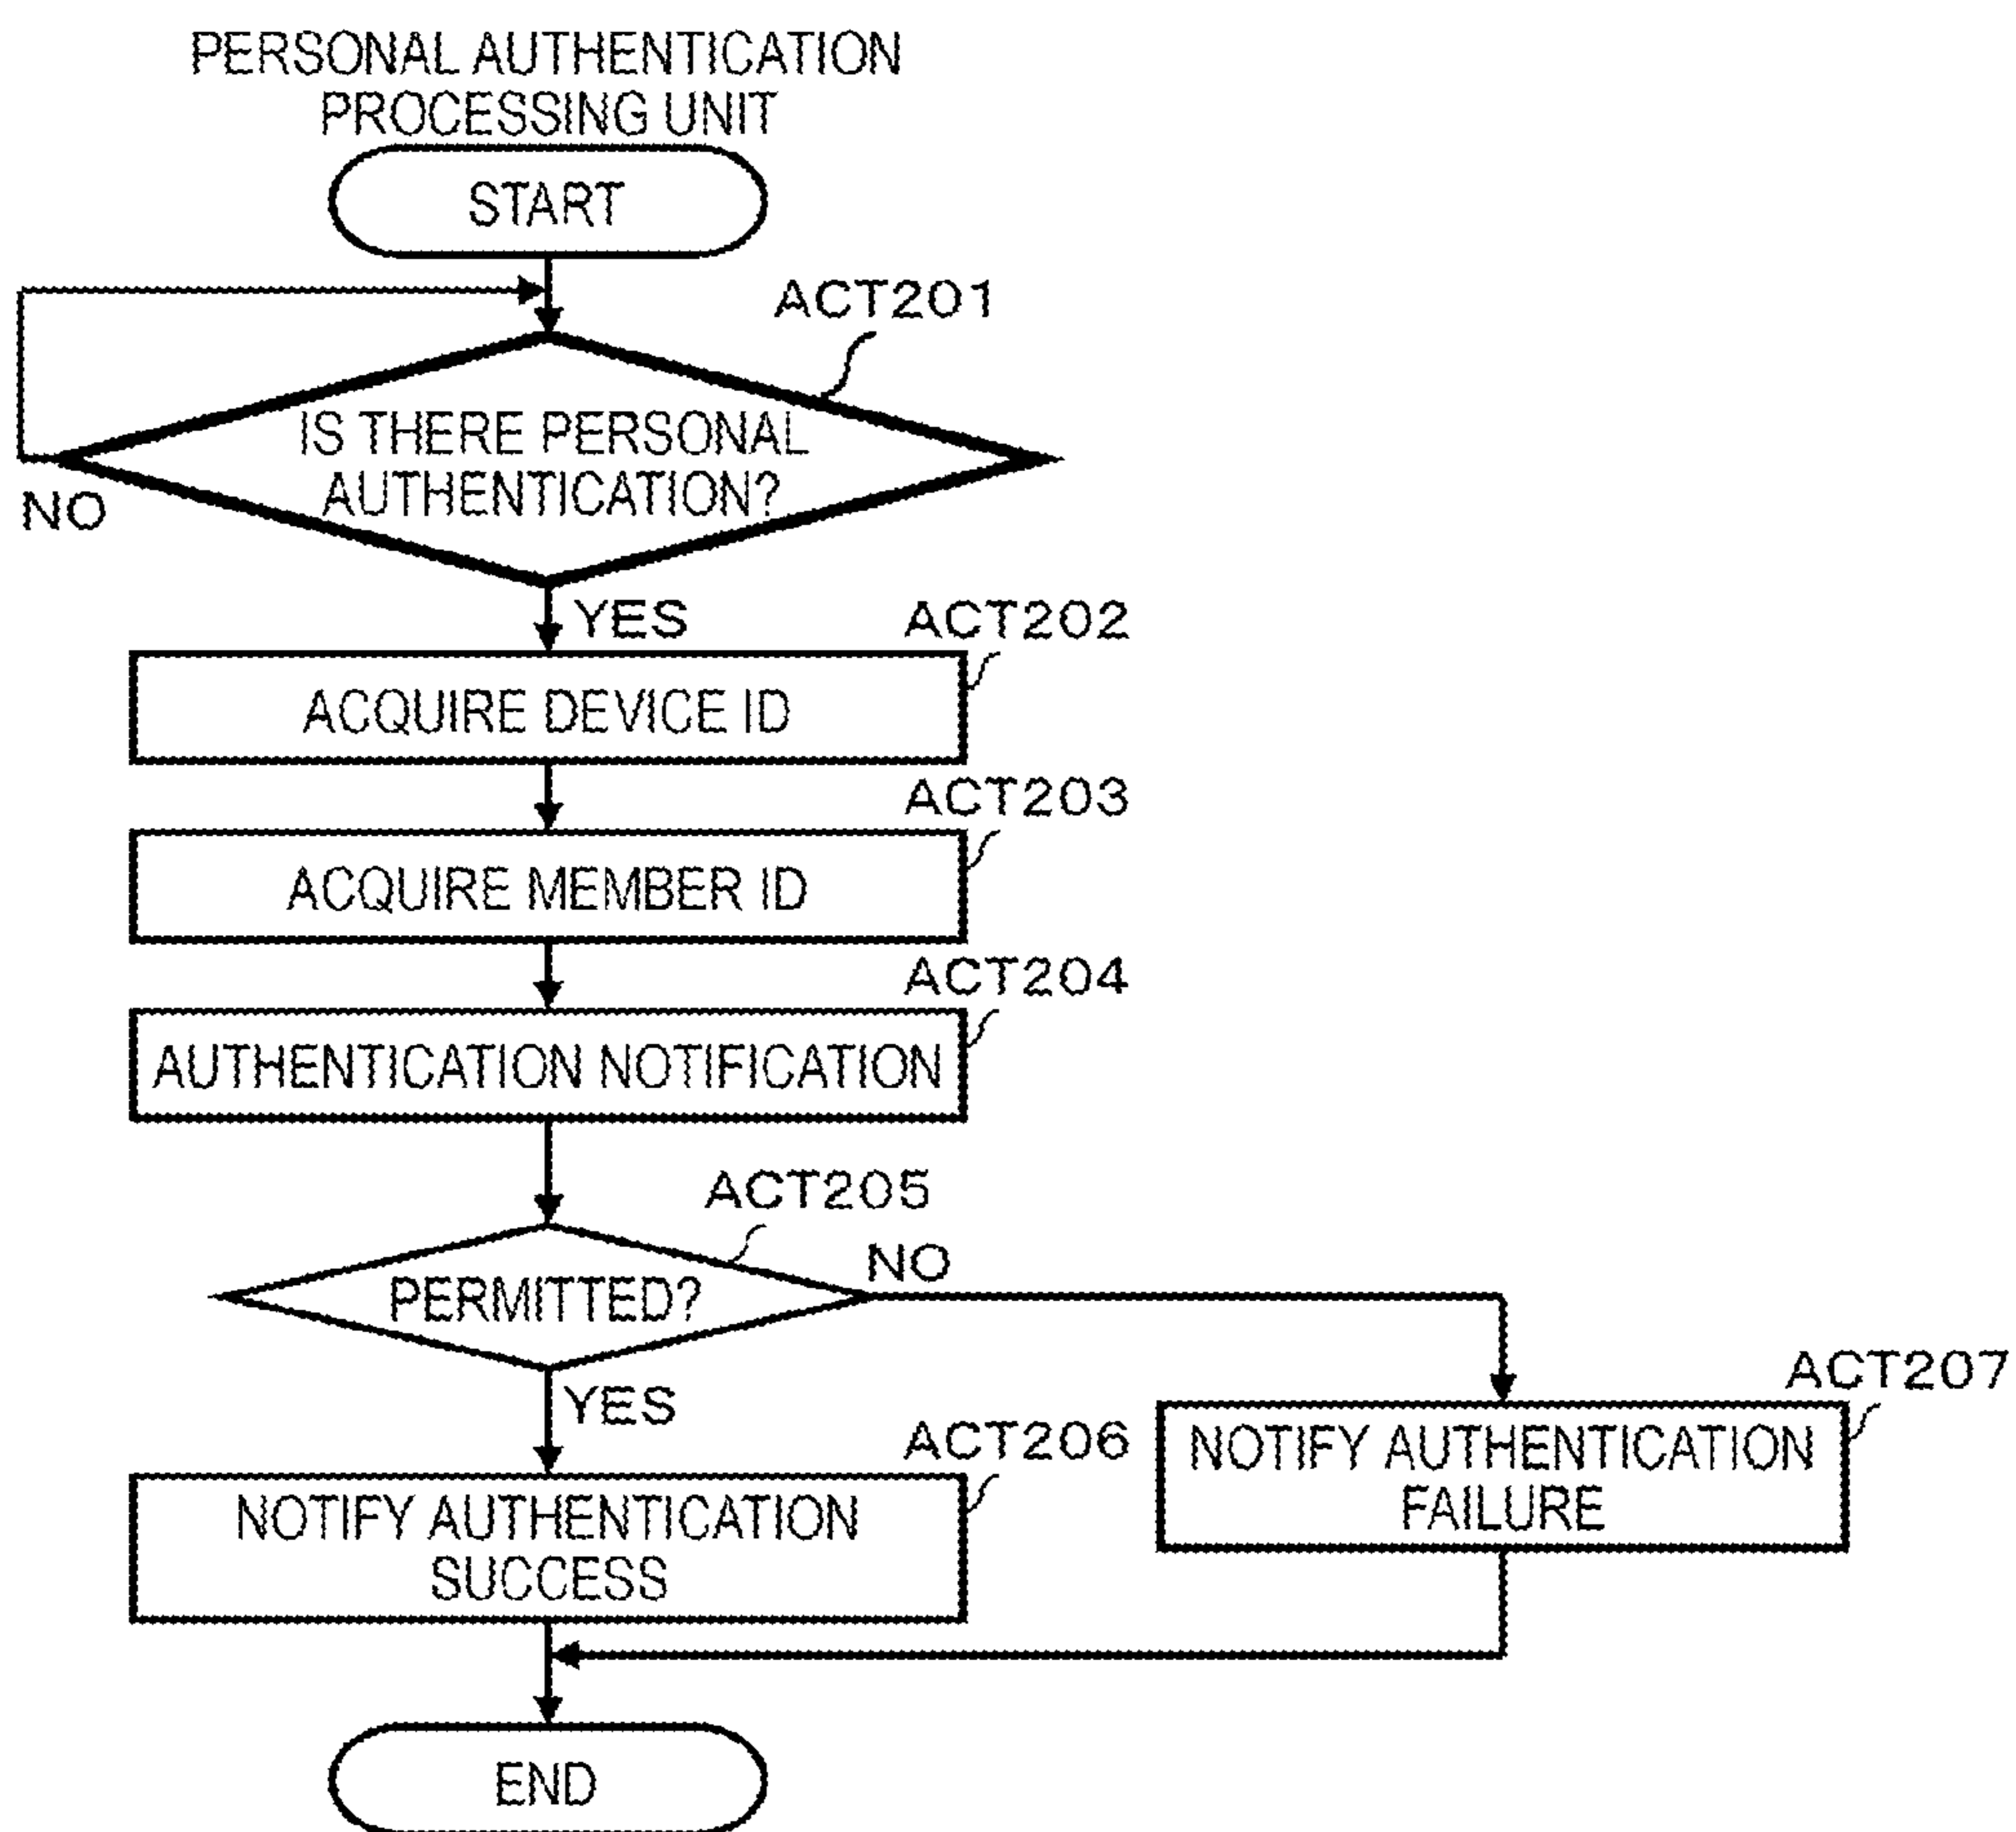 PERSONAL AUTHENTICATION
PROCESSING UNIT
START
ACT201
IS THERE PERSONAL
AUTHENTICATION?
NO
YES
ACT202
ACQUIRE DEVICE ID
ACT203
ACQUIRE MEMBER ID
ACT204
AUTHENTICATION NOTIFICATION
ACT205
PERMITTED?
NO
YES
ACT207
NOTIFY AUTHENTICATION
FAILURE
ACT206
NOTIFY AUTHENTICATION
SUCCESS
END